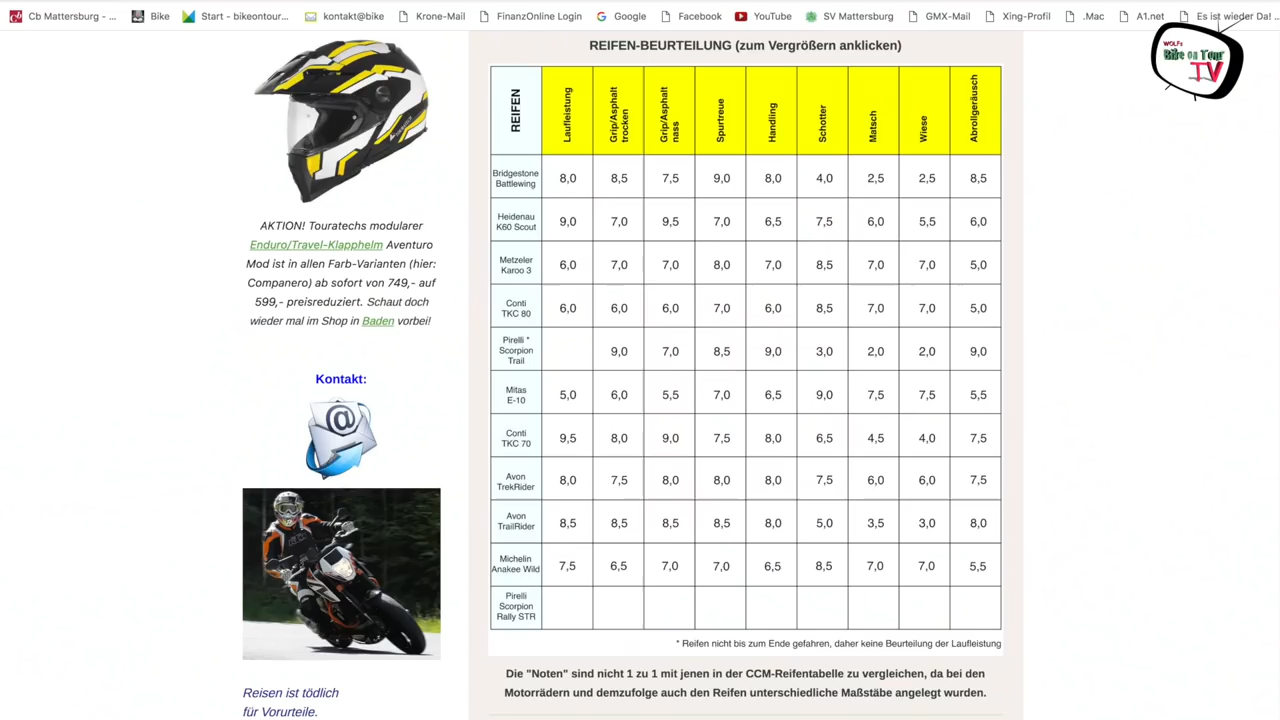 Cb Mattersburg - ... Bike Start - bikeontour... kontakt@bike Krone-Mail FinanzOnline Login Google Facebook YouTube SV Mattersburg GMX-Mail Xing-Profil .Mac A1.net Es ist wieder Da! ...
WOLFs
Bike on Tour
TV
AKTION! Touratechs modularer
Enduro/Travel-Klapphelm Aventuro
Mod ist in allen Farb-Varianten (hier:
Companero) ab sofort von 749,- auf
599,- preisreduziert. Schaut doch
wieder mal im Shop in Baden vorbei!
Kontakt:
@
Reisen ist tödlich
für Vorurteile.
REIFEN-BEURTEILUNG (zum Vergrößern anklicken)
REIFEN Laufleistung Grip/Asphalt trocken Grip/Asphalt nass Spurtreue Handling Schotter Matsch Wiese Abrollgeräusch
Bridgestone Battlewing 8,0 8,5 7,5 9,0 8,0 4,0 2,5 2,5 8,5
Heidenau K60 Scout 9,0 7,0 9,5 7,0 6,5 7,5 6,0 5,5 6,0
Metzeler Karoo 3 6,0 7,0 7,0 8,0 7,0 8,5 7,0 7,0 5,0
Conti TKC 80 6,0 6,0 6,0 7,0 6,0 8,5 7,0 7,0 5,0
Pirelli * Scorpion Trail 9,0 7,0 8,5 9,0 3,0 2,0 2,0 9,0
Mitas E-10 5,0 6,0 5,5 7,0 6,5 9,0 7,5 7,5 5,5
Conti TKC 70 9,5 8,0 9,0 7,5 8,0 6,5 4,5 4,0 7,5
Avon TrekRider 8,0 7,5 8,0 8,0 8,0 7,5 6,0 6,0 7,5
Avon TrailRider 8,5 8,5 8,5 8,5 8,0 5,0 3,5 3,0 8,0
Michelin Anakee Wild 7,5 6,5 7,0 7,0 6,5 8,5 7,0 7,0 5,5
Pirelli Scorpion Rally STR
* Reifen nicht bis zum Ende gefahren, daher keine Beurteilung der Laufleistung
Die "Noten" sind nicht 1 zu 1 mit jenen in der CCM-Reifentabelle zu vergleichen, da bei den
Motorrädern und demzufolge auch den Reifen unterschiedliche Maßstäbe angelegt wurden.